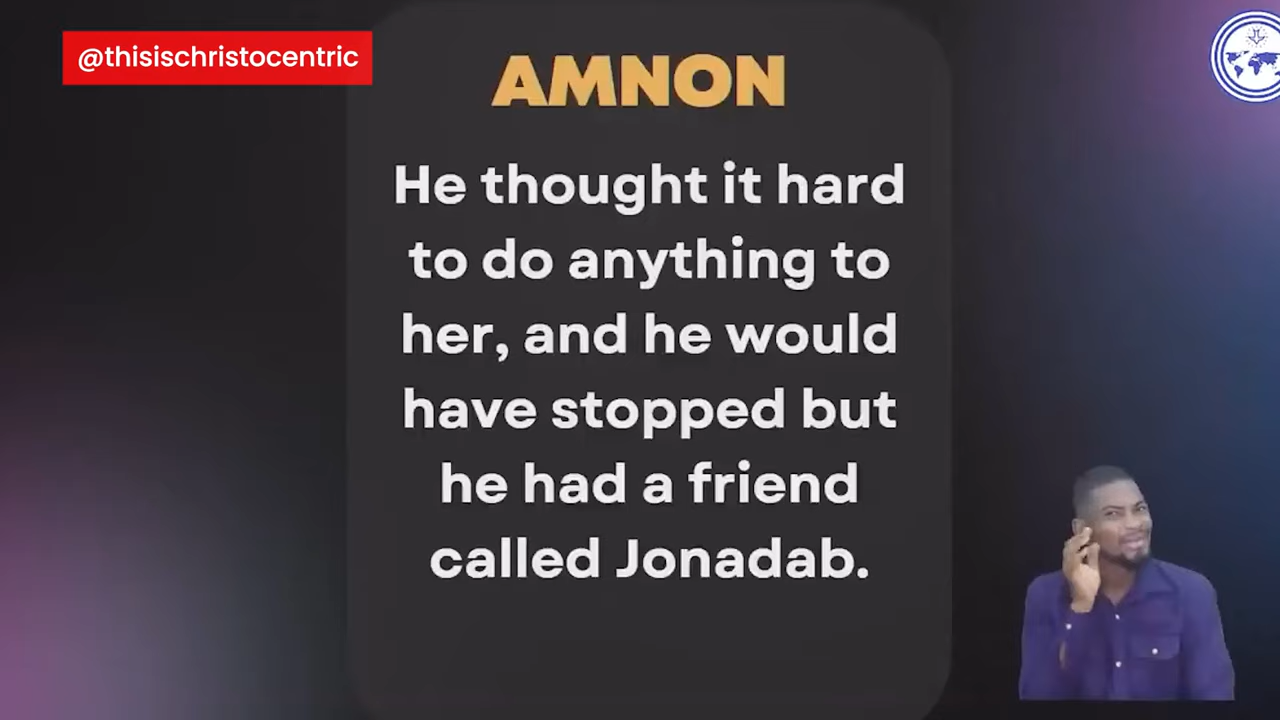 @thisischristocentric
AMNON
He thought it hard
to do anything to
her, and he would
have stopped but
he had a friend
called Jonadab.